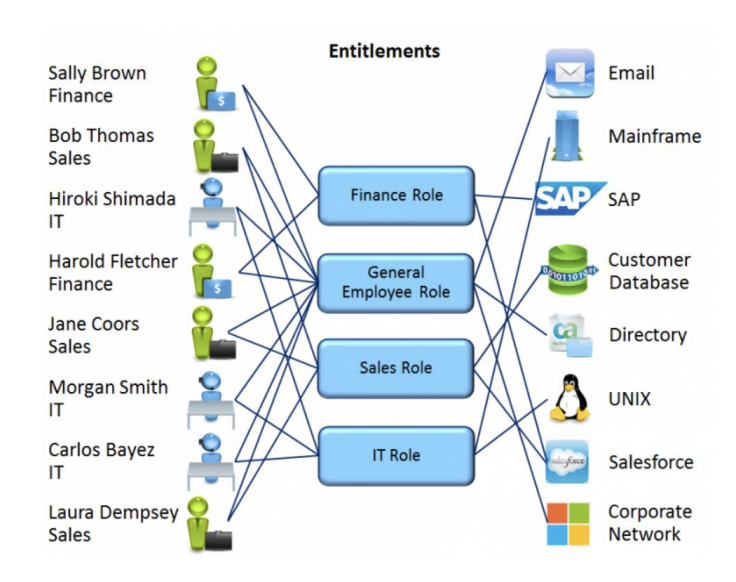 Entitlements
Sally Brown
Finance
Bob Thomas
Sales
Hiroki Shimada
IT
Harold Fletcher
Finance
Jane Coors
Sales
Morgan Smith
IT
Carlos Bayez
IT
Laura Dempsey
Sales
$
$
Finance Role
General
Employee Role
Sales Role
IT Role
Email
Mainframe
SAP
SAP
Customer
Database
Directory
ca
UNIX
salesforce
Salesforce
Corporate
Network